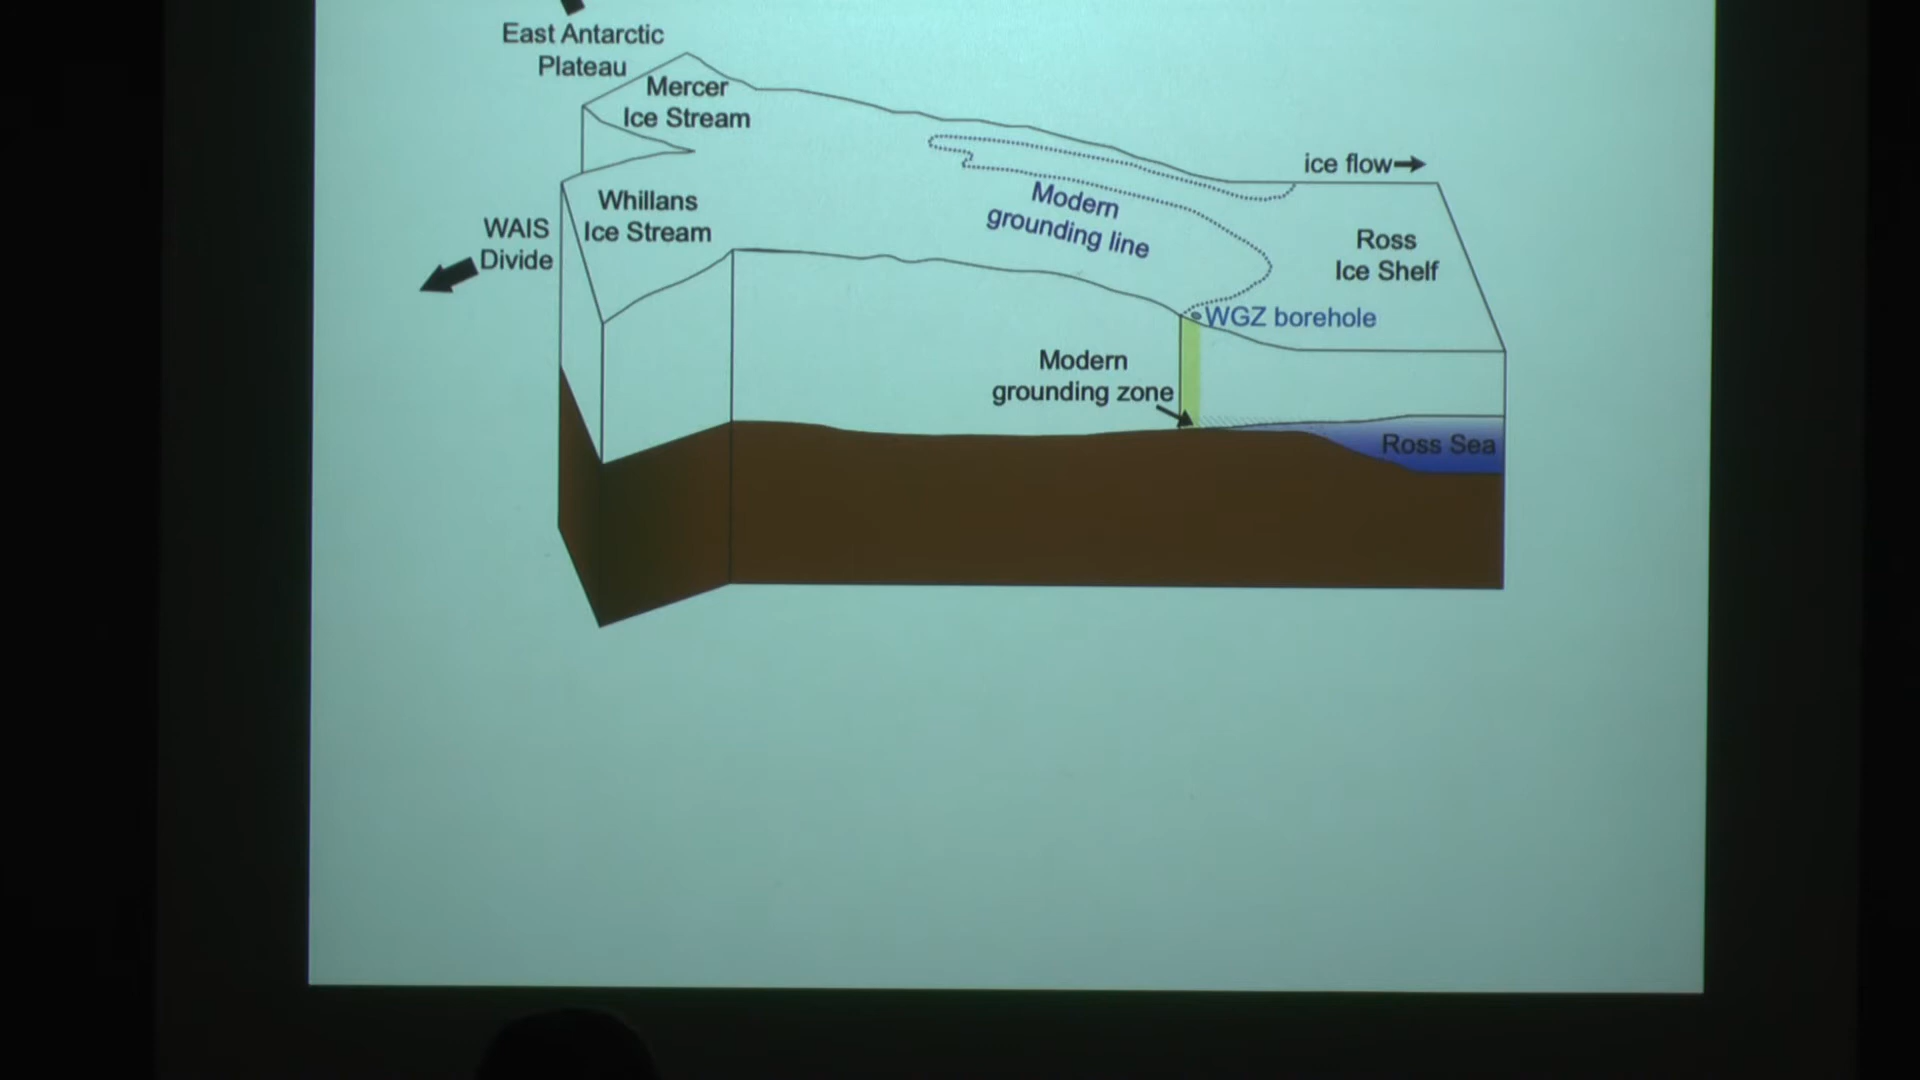 East Antarctic
Plateau
Mercer
Ice Stream
ice flow
Whillans
Ice Stream
WAIS
Divide
Modern
grounding line
Ross
Ice Shelf
WGZ borehole
Modern
grounding zone
Ross Sea